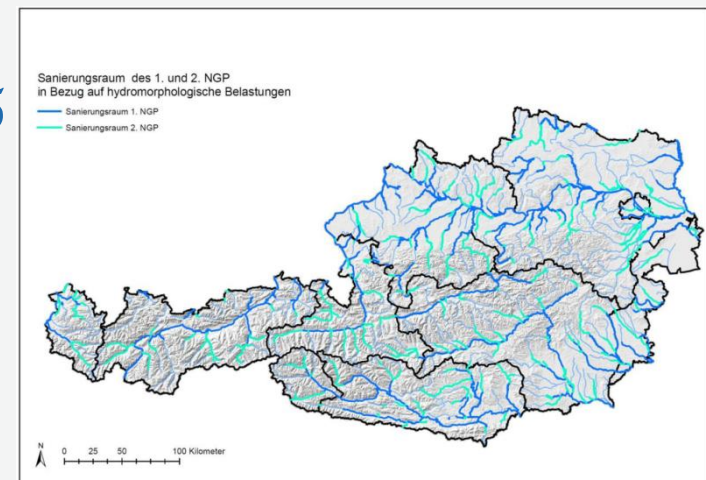 Sanierungsraum des 1. und 2. NGP
in Bezug auf hydromorphologische Belastungen
Sanierungsraum 1. NGP
Sanierungsraum 2. NGP
N
0 25 50 100 Kilometer